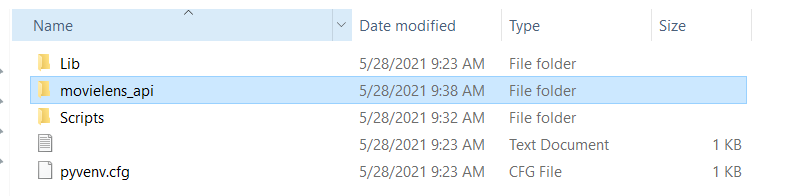 Name Date modified Type Size
Lib 5/28/2021 9:23 AM File folder
movielens_api 5/28/2021 9:38 AM File folder
Scripts 5/28/2021 9:32 AM File folder
5/28/2021 9:23 AM Text Document 1 KB
pyvenv.cfg 5/28/2021 9:23 AM CFG File 1 KB